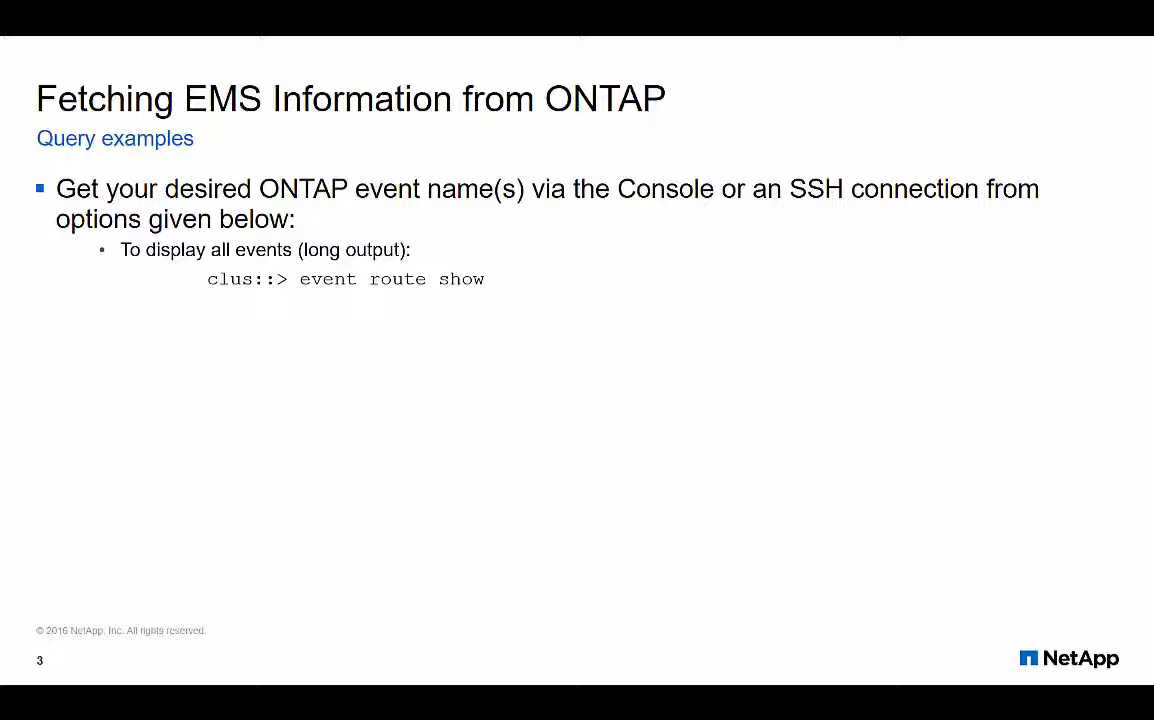 Fetching EMS Information from ONTAP
Query examples
Get your desired ONTAP event name(s) via the Console or an SSH connection from
options given below:
To display all events (long output):
clus::> event route show
© 2016 NetApp, Inc. All rights reserved.
3
NetApp